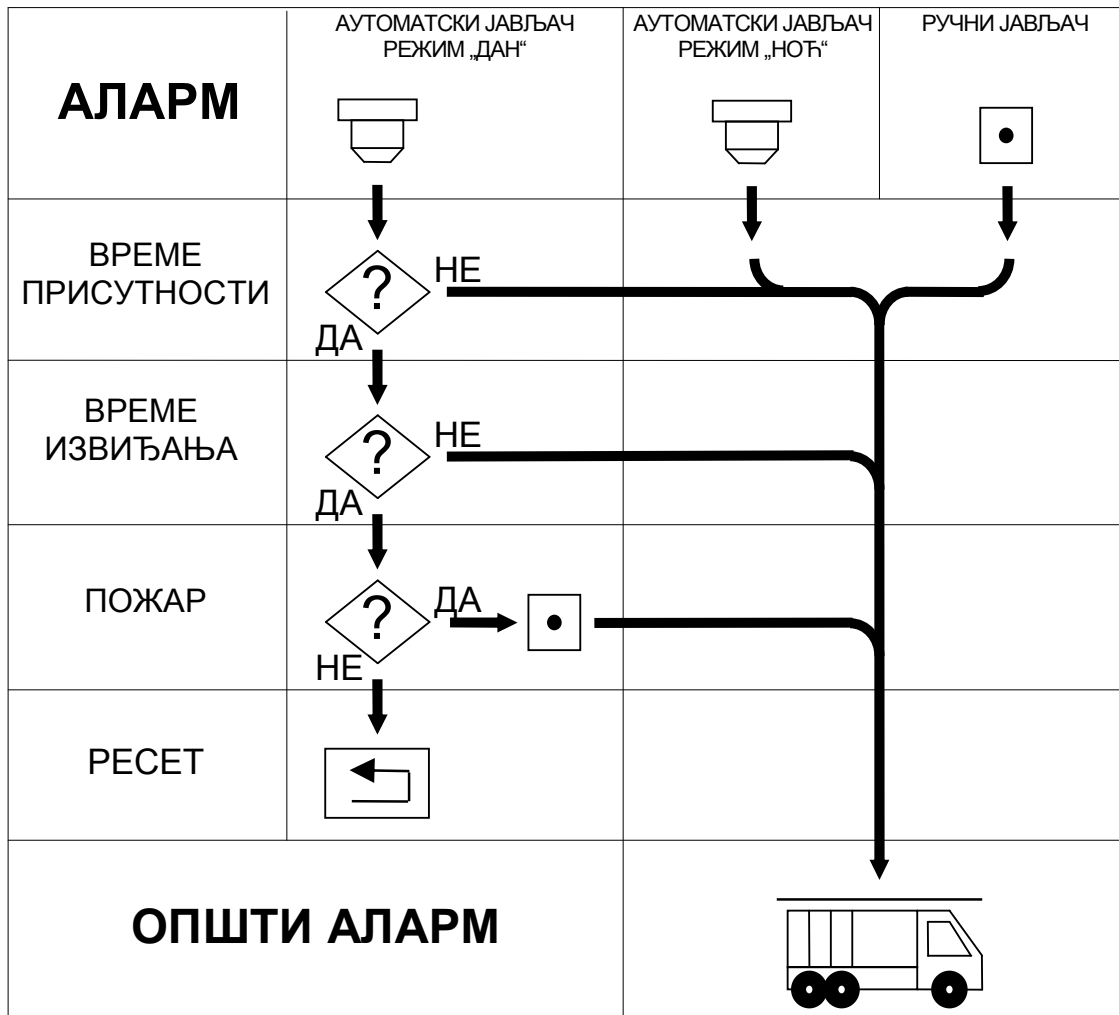 АЛАРМ
АУТОМАТСКИ ЈАВЉАЧ
РЕЖИМ „ДАН“
АУТОМАТСКИ ЈАВЉАЧ
РЕЖИМ „НОЋ“
РУЧНИ ЈАВЉАЧ
ВРЕМЕ
ПРИСУТНОСТИ
?
НЕ
ДА
ВРЕМЕ
ИЗВИЂАЊА
?
НЕ
ДА
ПОЖАР
?
ДА
НЕ
РЕСЕТ
ОПШТИ АЛАРМ